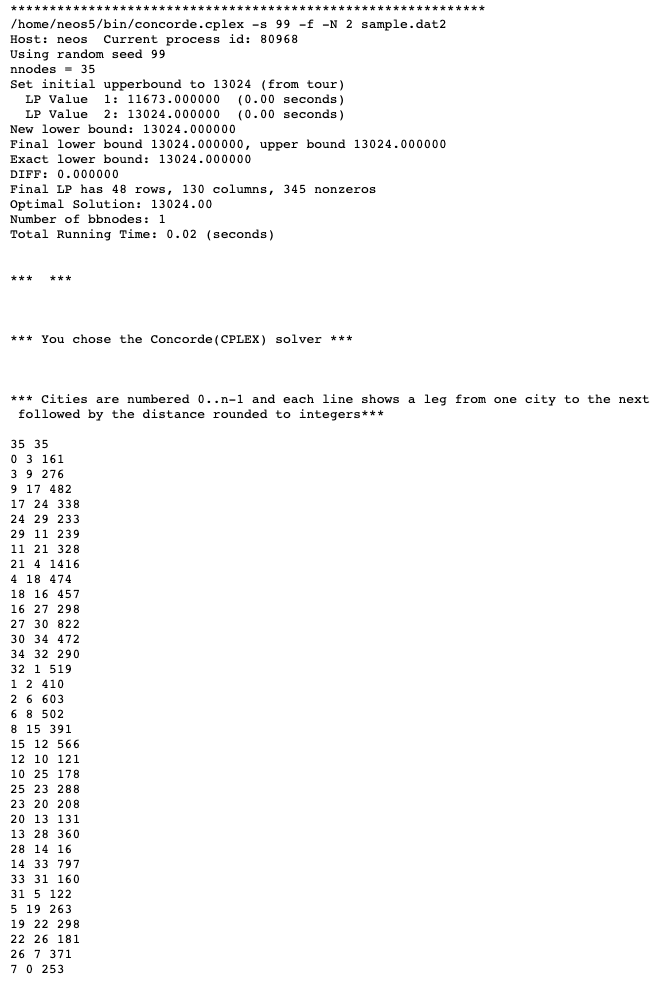 *************************************************************
/home/neos5/bin/concorde.cplex -s 99 -f -N 2 sample.dat2
Host: neos  Current process id: 80968
Using random seed 99
nnodes = 35
Set initial upperbound to 13024 (from tour)
  LP Value  1: 11673.000000  (0.00 seconds)
  LP Value  2: 13024.000000  (0.00 seconds)
New lower bound: 13024.000000
Final lower bound 13024.000000, upper bound 13024.000000
Exact lower bound: 13024.000000
DIFF: 0.000000
Final LP has 48 rows, 130 columns, 345 nonzeros
Optimal Solution: 13024.00
Number of bbnodes: 1
Total Running Time: 0.02 (seconds)
***  ***
*** You chose the Concorde(CPLEX) solver ***
*** Cities are numbered 0..n-1 and each line shows a leg from one city to the next
 followed by the distance rounded to integers***
35 35
0 3 161
3 9 276
9 17 482
17 24 338
24 29 233
29 11 239
11 21 328
21 4 1416
4 18 474
18 16 457
16 27 298
27 30 822
30 34 472
34 32 290
32 1 519
1 2 410
2 6 603
6 8 502
8 15 391
15 12 566
12 10 121
10 25 178
25 23 288
23 20 208
20 13 131
13 28 360
28 14 16
14 33 797
33 31 160
31 5 122
5 19 263
19 22 298
22 26 181
26 7 371
7 0 253